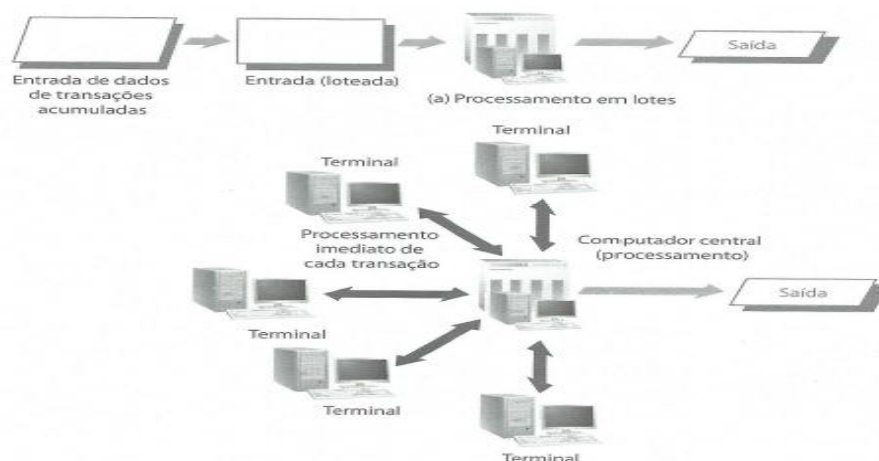 Saída
Entrada de dados
de transações
acumuladas
Entrada (loteada)
(a) Processamento em lotes
Terminal
Terminal
Processamento
imediato de
cada transação
Computador central
(processamento)
Saída
Terminal
Terminal
Terminal